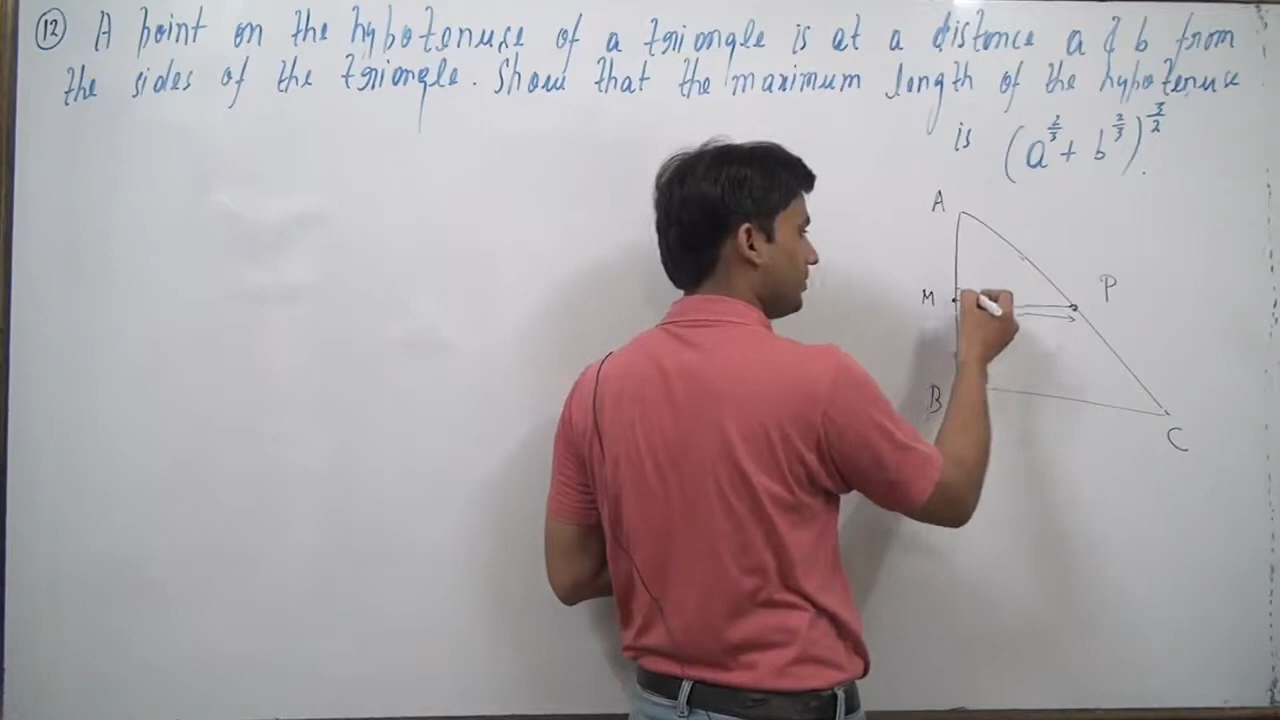 ⑫ A point on the hypotenuse of a triangle is at a distance a & b from
the sides of the triangle. Show that the maximum length of the hypotenuse
is (a^{2/3} + b^{2/3})^{3/2}.
A
M P
B
C